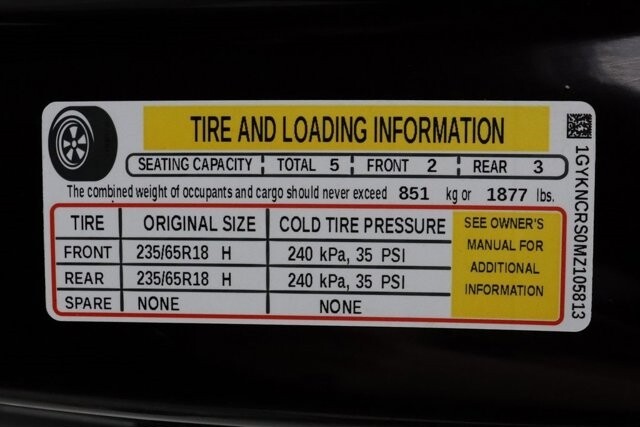 TIRE AND LOADING INFORMATION
SEATING CAPACITY TOTAL 5 FRONT 2 REAR 3
The combined weight of occupants and cargo should never exceed 851 kg or 1877 lbs.
TIRE ORIGINAL SIZE COLD TIRE PRESSURE
FRONT 235/65R18 H 240 kPa, 35 PSI
REAR 235/65R18 H 240 kPa, 35 PSI
SPARE NONE NONE
SEE OWNER'S
MANUAL FOR
ADDITIONAL
INFORMATION
1GYKNCRS0MZ105813